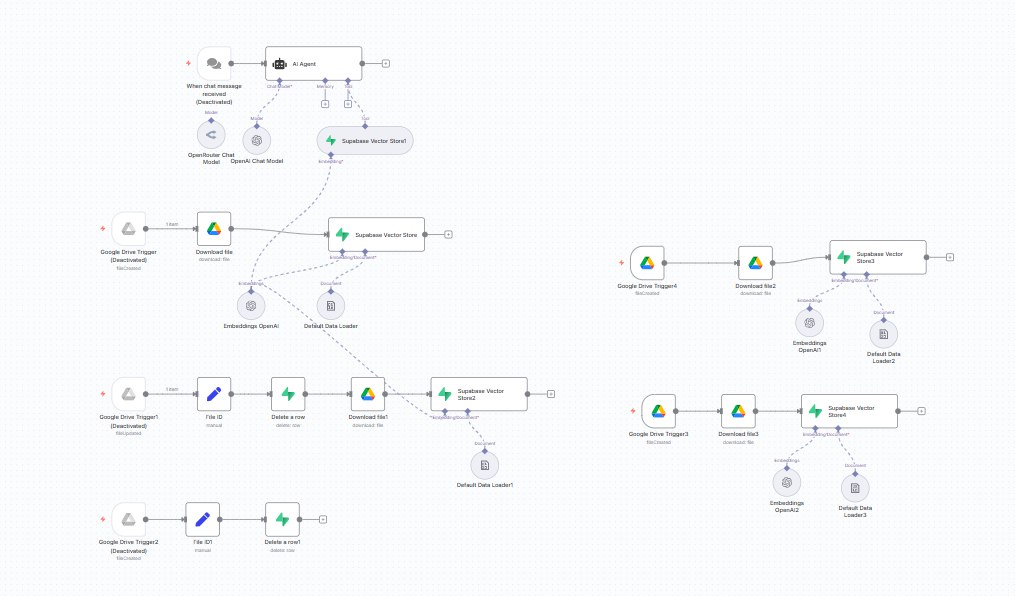 AI Agent
When chat message
received
(Deactivated)
Chat Model*
Memory
Tool
Model
Model
Tool
OpenRouter Chat
Model
OpenAI Chat Model
Supabase Vector Store1
Embedding*
1 item
Google Drive Trigger
(Deactivated)
fileCreated
Download file
download: file
Supabase Vector Store
Embedding*
Document*
Embeddings
Document
Embeddings OpenAI
Default Data Loader
1 item
Google Drive Trigger1
(Deactivated)
fileUpdated
File ID
manual
Delete a row
delete: row
Download file1
download: file
Supabase Vector
Store2
Embedding*
Document*
Document
Default Data Loader1
Google Drive Trigger2
(Deactivated)
fileCreated
File ID1
manual
Delete a row1
delete: row
Google Drive Trigger4
fileCreated
Download file2
download: file
Supabase Vector
Store3
Embedding*
Document*
Embeddings
Document
Embeddings
OpenAI1
Default Data
Loader2
Google Drive Trigger3
fileCreated
Download file3
download: file
Supabase Vector
Store4
Embedding*
Document*
Embeddings
Document
Embeddings
OpenAI2
Default Data
Loader3